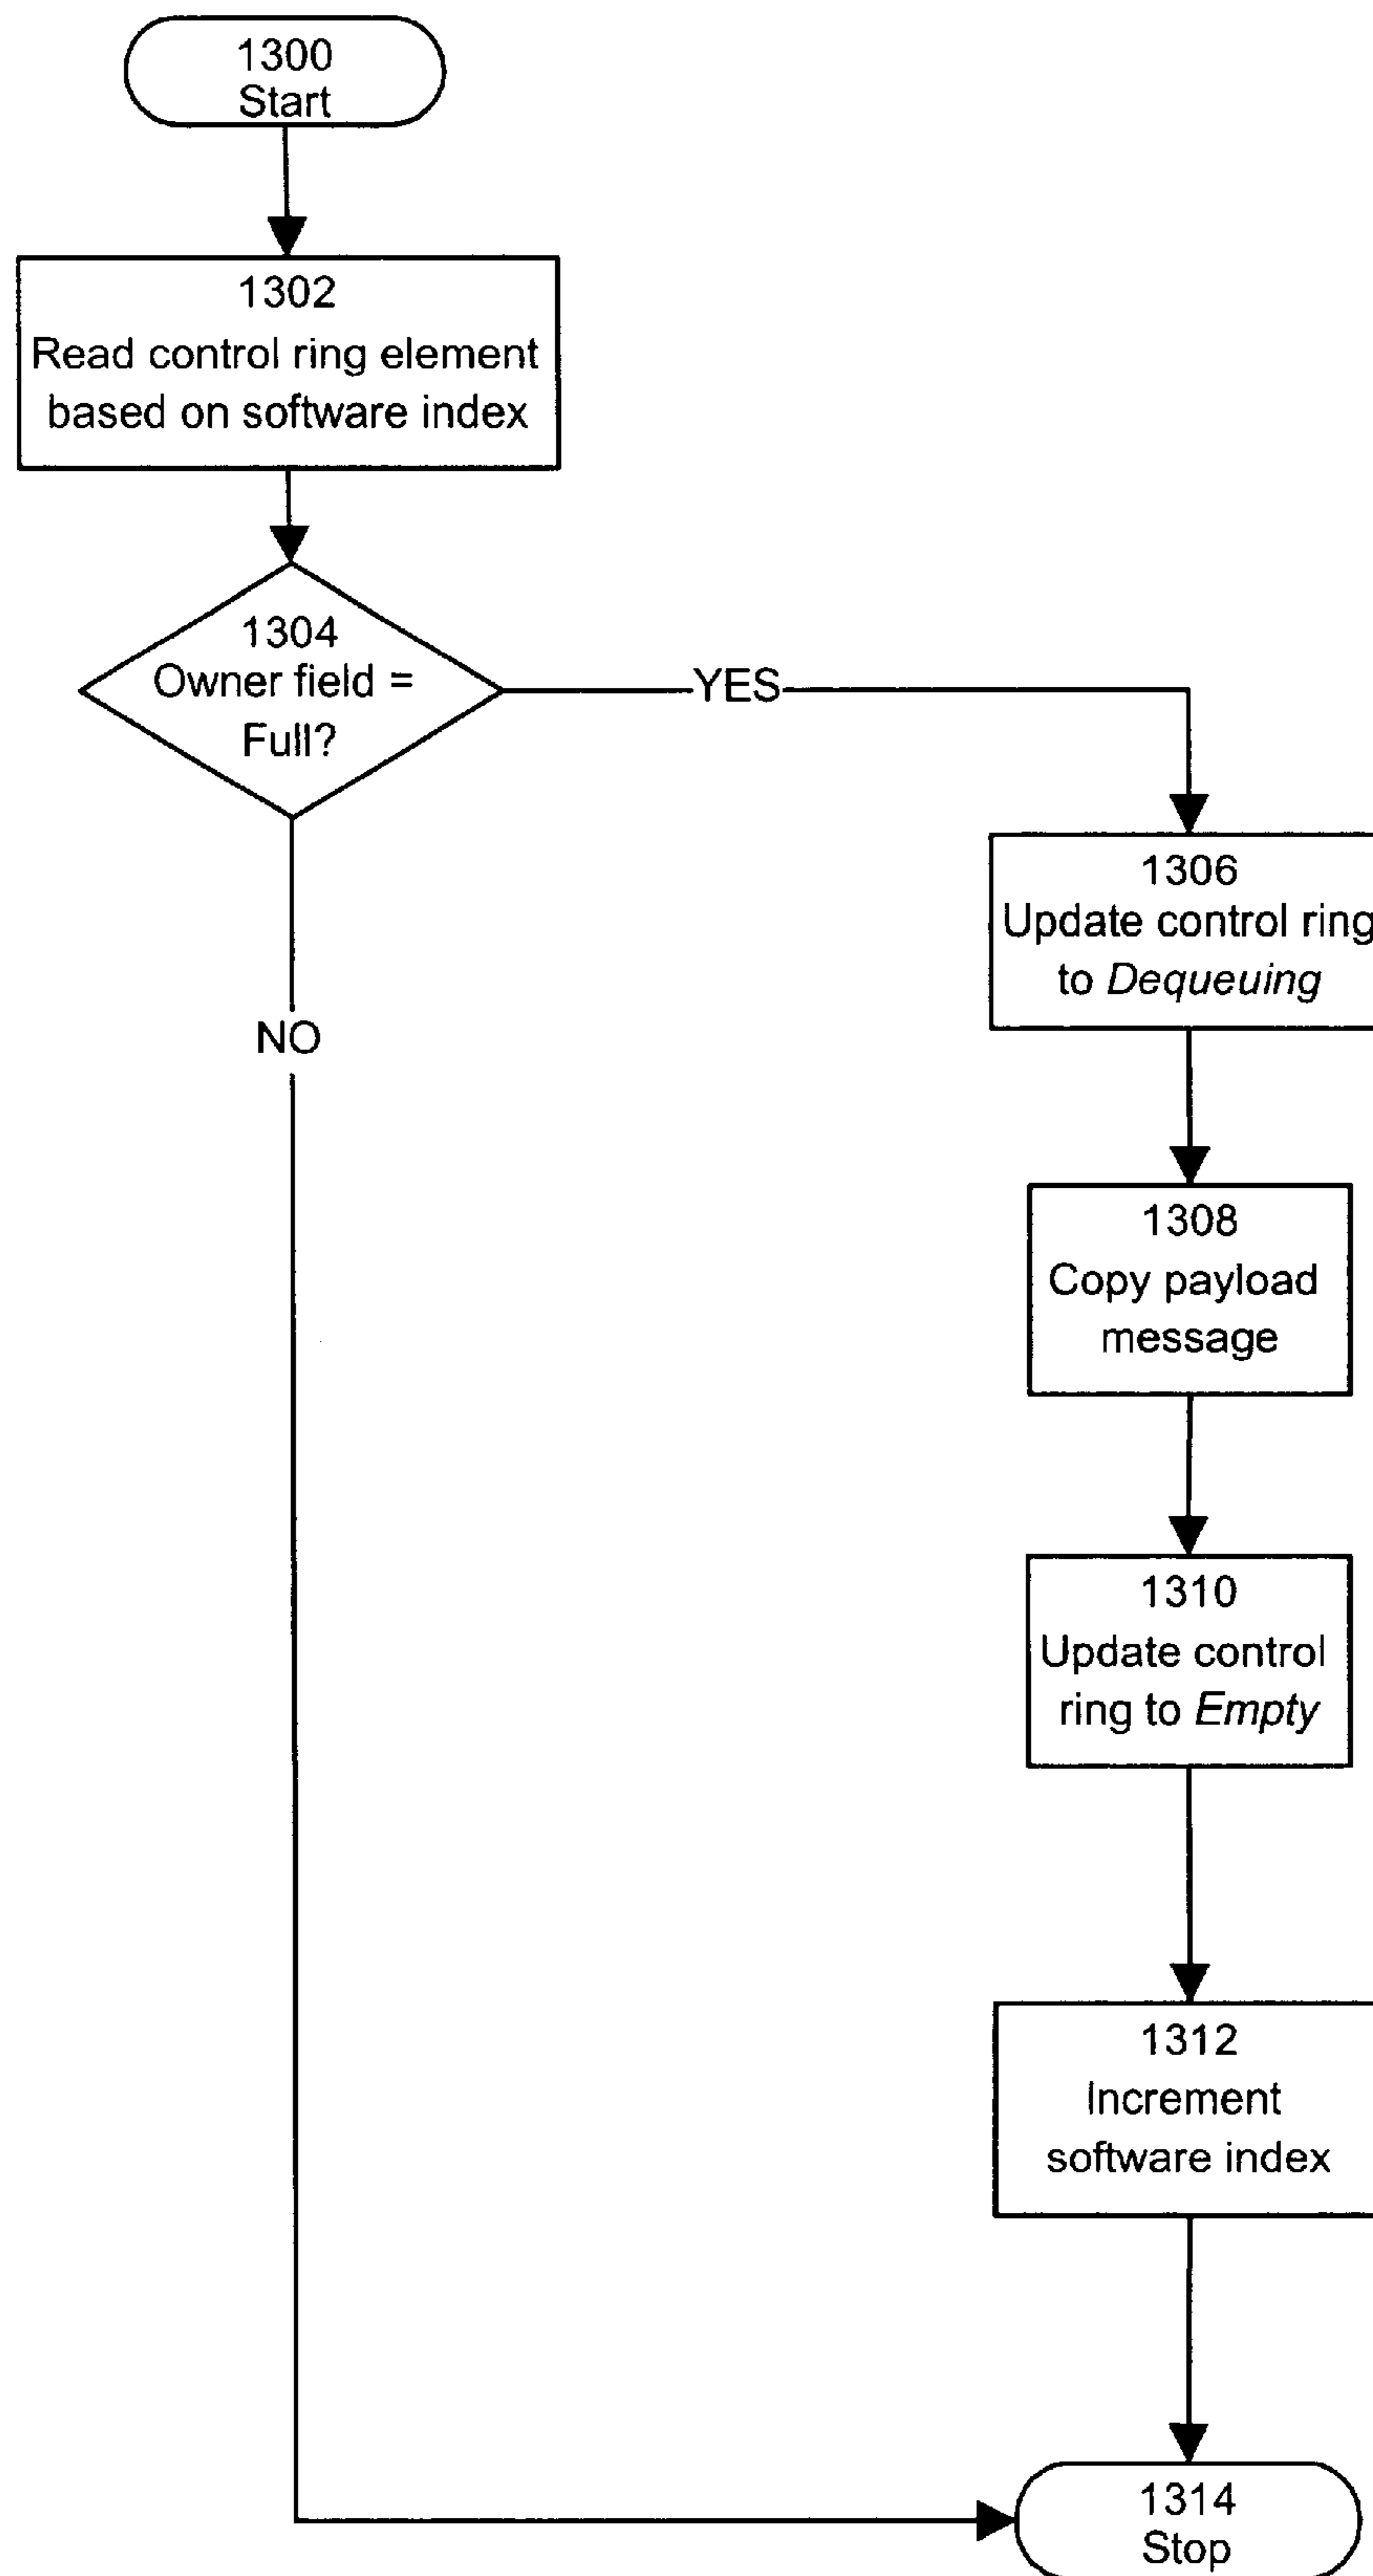 1300
Start
1302
Read control ring element
based on software index
1304
Owner field =
Full?
YES
NO
1306
Update control ring
to Dequeuing
1308
Copy payload
message
1310
Update control
ring to Empty
1312
Increment
software index
1314
Stop